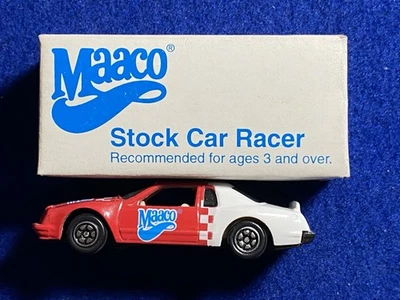 Maaco®
Stock Car Racer
Recommended for ages 3 and over.
Maaco